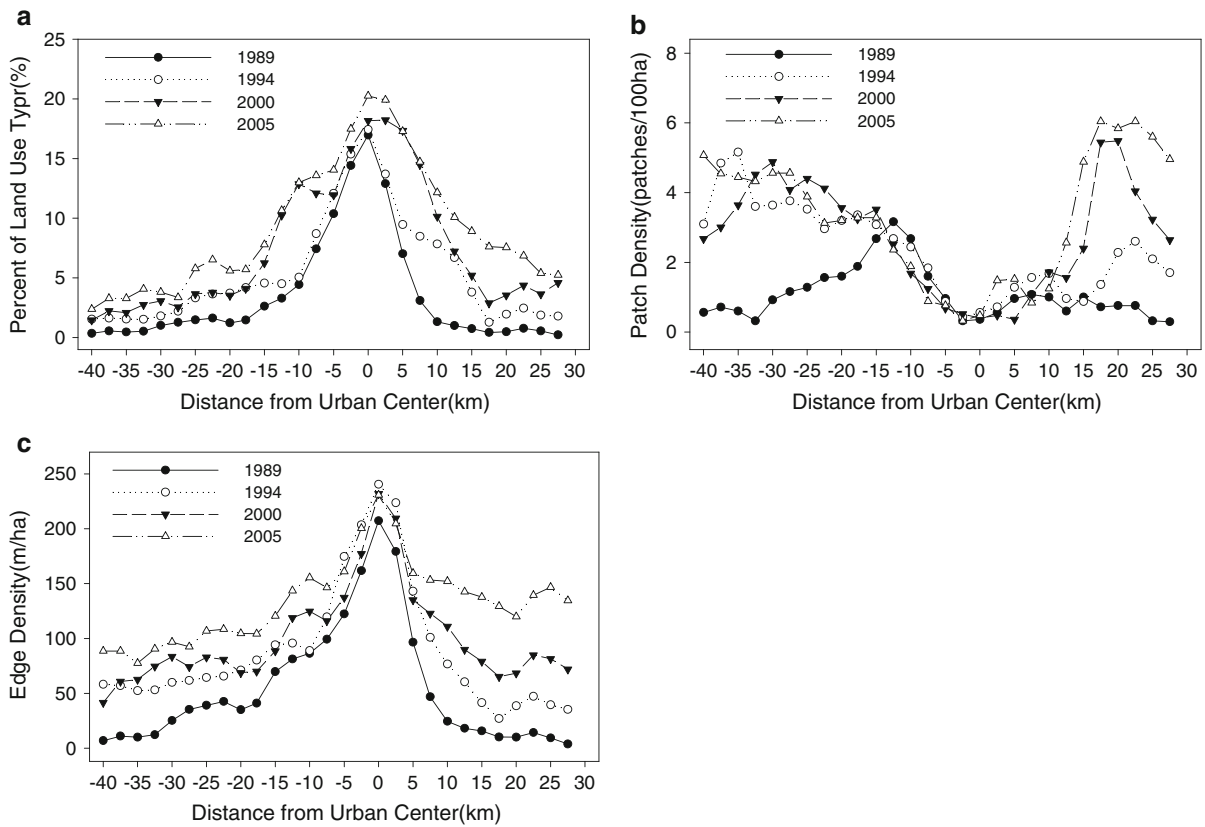 a
25
20
15
10
5
0
Percent of Land Use Typr(%)
1989
1994
2000
2005
-40 -35 -30 -25 -20 -15 -10 -5 0 5 10 15 20 25 30
Distance from Urban Center(km)
b
8
6
4
2
0
Patch Density(patches/100ha)
1989
1994
2000
2005
-40 -35 -30 -25 -20 -15 -10 -5 0 5 10 15 20 25 30
Distance from Urban Center(km)
c
250
200
150
100
50
0
Edge Density(m/ha)
1989
1994
2000
2005
-40 -35 -30 -25 -20 -15 -10 -5 0 5 10 15 20 25 30
Distance from Urban Center(km)